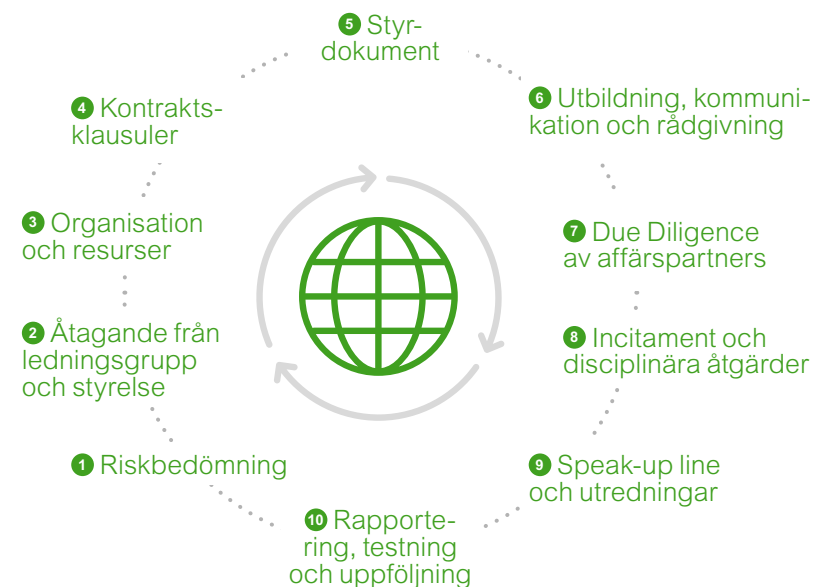 1 Riskbedömning
2 Åtagande från
ledningsgrupp
och styrelse
3 Organisation
och resurser
4 Kontrakts-
klausuler
5 Styr-
dokument
6 Utbildning, kommuni-
kation och rådgivning
7 Due Diligence
av affärspartners
8 Incitament och
disciplinära åtgärder
9 Speak-up line
och utredningar
10 Rapporte-
ring, testning
och uppföljning